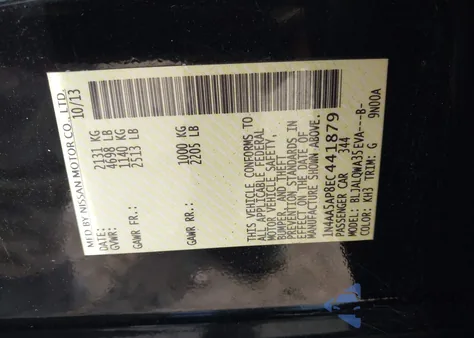 MFD BY NISSAN MOTOR CO., LTD.
DATE: 10/13
GVWR: 2131 KG
4698 LB
GAWR FR.: 1140 KG
2513 LB
GAWR RR.: 1000 KG
2205 LB
THIS VEHICLE CONFORMS TO
ALL APPLICABLE FEDERAL
MOTOR VEHICLE SAFETY,
BUMPER, AND THEFT
PREVENTION STANDARDS IN
EFFECT ON THE DATE OF
MANUFACTURE SHOWN ABOVE.
1N4AA5AP8EC441879
PASSENGER CAR 344
MODEL: BLJALQWA35EVA---B-
COLOR: KH3 TRIM: G 9N00A